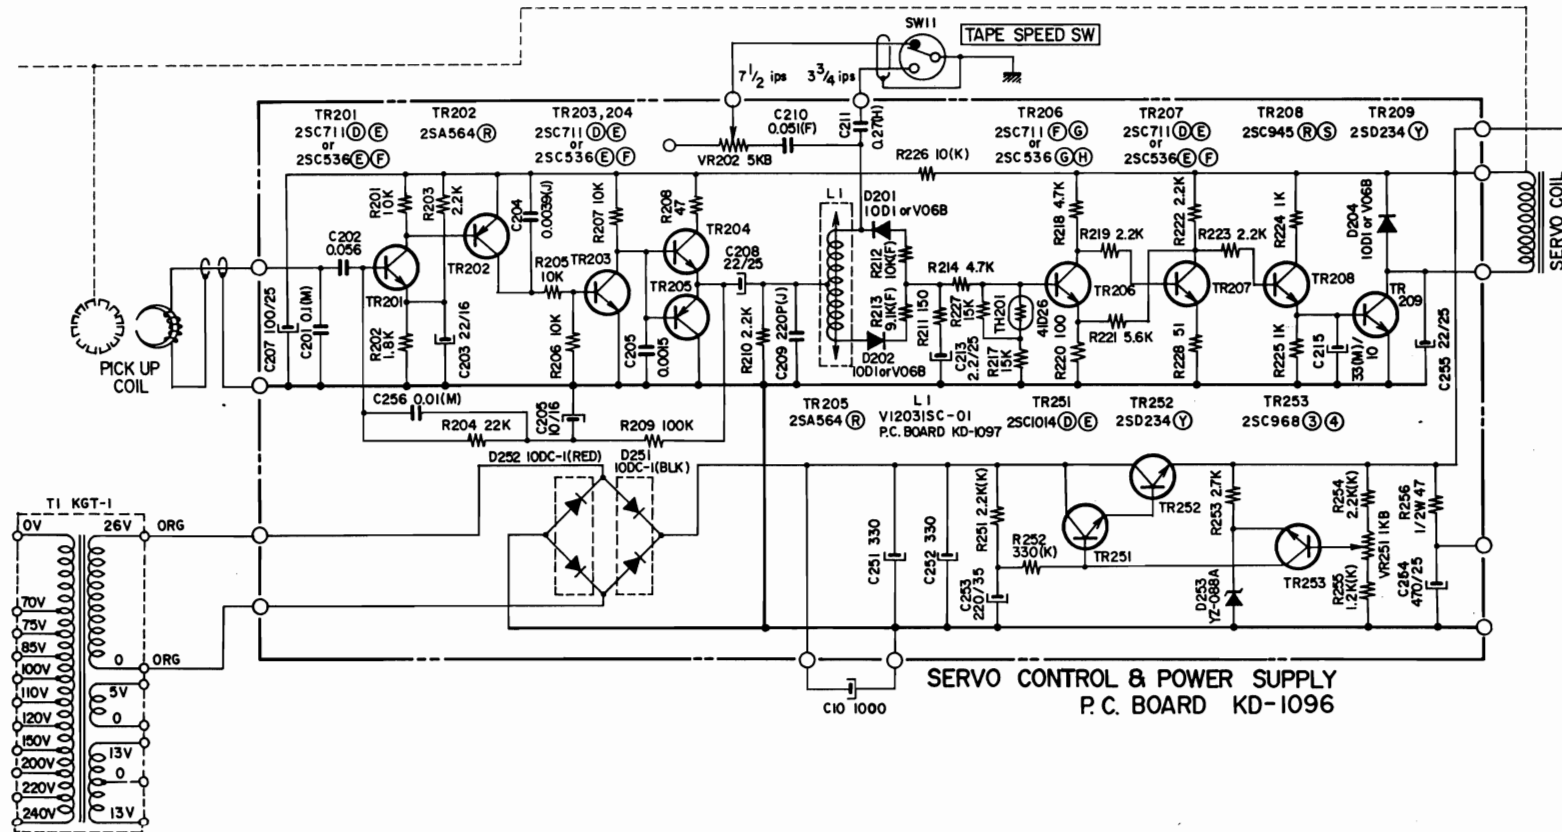 SW11
TAPE SPEED SW
7 1/2 ips
3 3/4 ips
TR201
2SC711 (D) (E)
or
2SC536 (E) (F)
TR202
2SA564 (R)
TR203, 204
2SC711 (D) (E)
or
2SC536 (E) (F)
C210
0.051(F)
VR202 5KB
C211
0.27(H)
R226 10(K)
TR206
2SC711 (F) (G)
or
2SC536 (G) (H)
TR207
2SC711 (D) (E)
or
2SC536 (E) (F)
TR208
2SC945 (R) (S)
TR209
2SD234 (Y)
R201
10K
R203
2.2K
C204
0.0039(J)
R207 10K
R208
47
TR204
L1
D201
10D1 or V06B
R218 4.7K
R219 2.2K
R222 2.2K
R223 2.2K
R224 1K
D204
10D1 or V06B
SERVO COIL
C202
0.056
TR202
R205
10K
TR203
C208
22/25
R212
10K(F)
R214 4.7K
TR201
TR205
TR206
TR207
TR208
TR
209
PICK UP
COIL
C207 100/25
C201 0.1(M)
R202
1.8K
C203 22/16
R206 10K
C205
0.0015
R210 2.2K
C209 220P(J)
R213
9.1K(F)
D202
10D1 or V06B
R211 150
C213
2.2/25
R227
15K
R217
15K
TH201
41D26
R220 100
R221 5.6K
R228 51
R225 1K
C215
33(M)/
10
C255 22/25
C256 0.01(M)
R204 22K
C205
10/16
R209 100K
TR205
2SA564 (R)
L1
V12031SC-01
P.C. BOARD KD-1097
TR251
2SC1014 (D) (E)
TR252
2SD234 (Y)
TR253
2SC968 (3) (4)
D252 10DC-1(RED)
D251
10DC-1(BLK)
T1 KGT-1
0V
26V
ORG
70V
75V
85V
100V
110V
120V
150V
200V
220V
240V
0
ORG
5V
0
13V
0
13V
C251 330
C252 330
R251 2.2K(K)
R252
330(K)
C253
220/35
TR251
TR252
R253 2.7K
D253
YZ-088A
TR253
R254
2.2K(K)
VR251 1KB
R255
1.2K(K)
R256
1/2W 47
C254
470/25
C10 1000
SERVO CONTROL & POWER SUPPLY
P.C. BOARD KD-1096